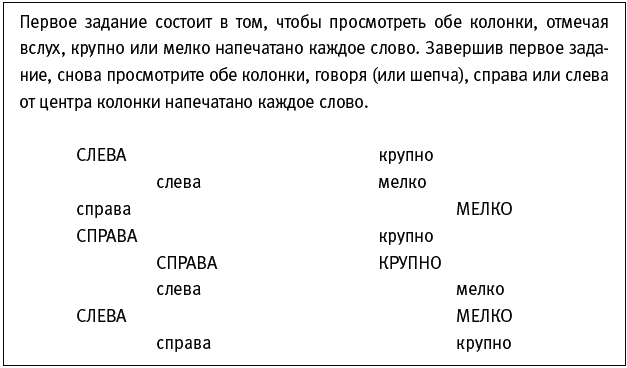 Первое задание состоит в том, чтобы просмотреть обе колонки, отмечая
вслух, крупно или мелко напечатано каждое слово. Завершив первое зада-
ние, снова просмотрите обе колонки, говоря (или шепча), справа или слева
от центра колонки напечатано каждое слово.
СЛЕВА крупно
слева мелко
справа МЕЛКО
СПРАВА крупно
СПРАВА КРУПНО
слева мелко
СЛЕВА МЕЛКО
справа крупно